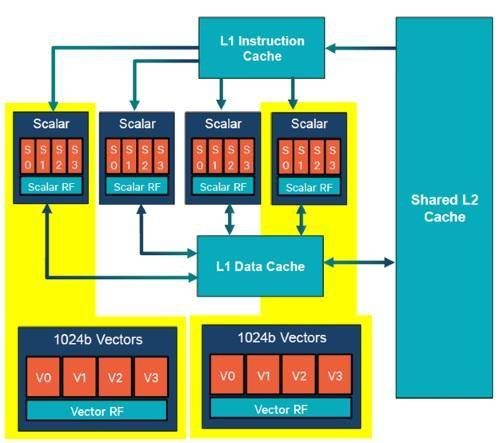 L1 Instruction
Cache
Scalar
S S S S
0 1 2 3
Scalar RF
Scalar
S S S S
0 1 2 3
Scalar RF
Scalar
S S S S
0 1 2 3
Scalar RF
Scalar
S S S S
0 1 2 3
Scalar RF
Shared L2
Cache
L1 Data Cache
1024b Vectors
V0 V1 V2 V3
Vector RF
1024b Vectors
V0 V1 V2 V3
Vector RF